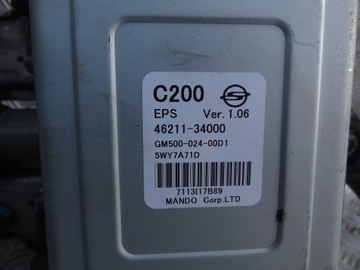 C200
EPS Ver.1.06
46211-34000
GM500-024-00D1
5WY7A71D
7113I17B89
MANDO Corp.LTD